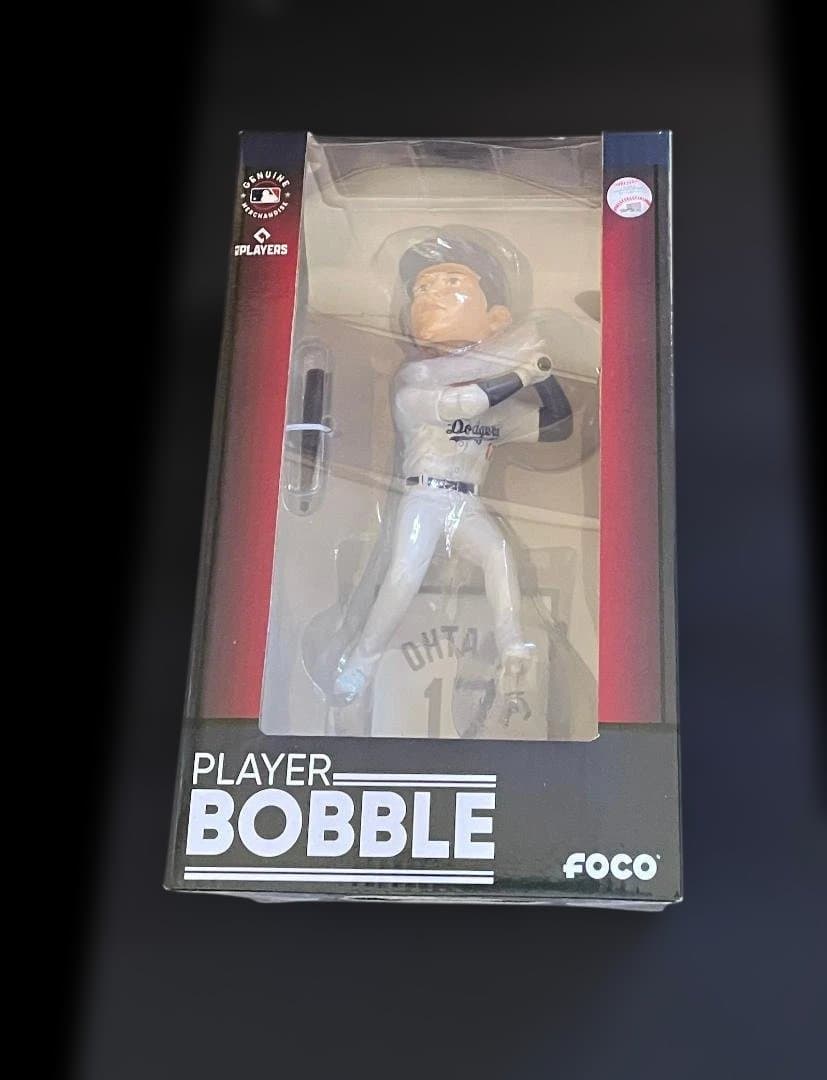 GENUINE
MERCHANDISE
PLAYERS
Dodgers
OHTA
17
PLAYER
BOBBLE
FOCO